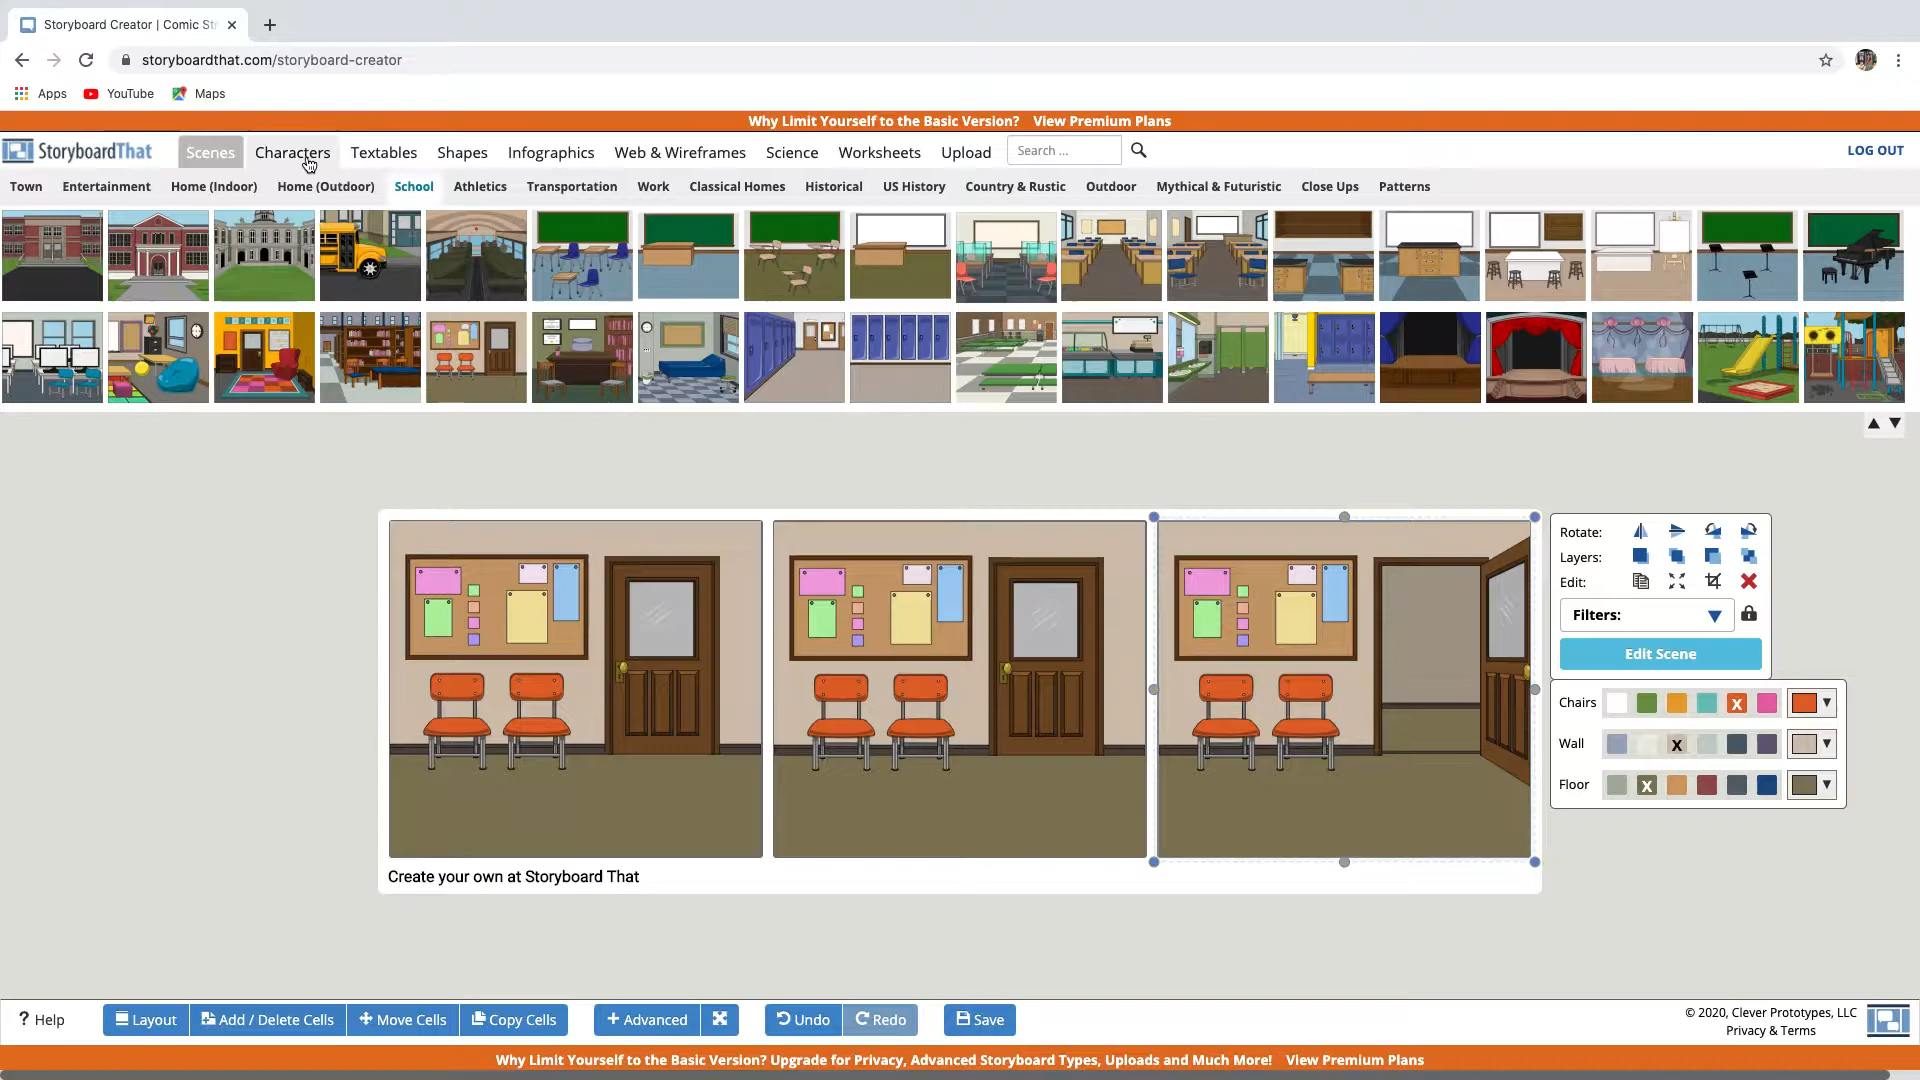 Storyboard Creator | Comic St
storyboardthat.com/storyboard-creator
Apps YouTube Maps
Why Limit Yourself to the Basic Version? View Premium Plans
StoryboardThat Scenes Characters Textables Shapes Infographics Web & Wireframes Science Worksheets Upload Search ... LOG OUT
Town Entertainment Home (Indoor) Home (Outdoor) School Athletics Transportation Work Classical Homes Historical US History Country & Rustic Outdoor Mythical & Futuristic Close Ups Patterns
Rotate:
Layers:
Edit:
Filters:
Edit Scene
Chairs X
Wall X
Floor X
Create your own at Storyboard That
? Help Layout Add / Delete Cells Move Cells Copy Cells + Advanced Undo Redo Save
© 2020, Clever Prototypes, LLC
Privacy & Terms
Why Limit Yourself to the Basic Version? Upgrade for Privacy, Advanced Storyboard Types, Uploads and Much More! View Premium Plans